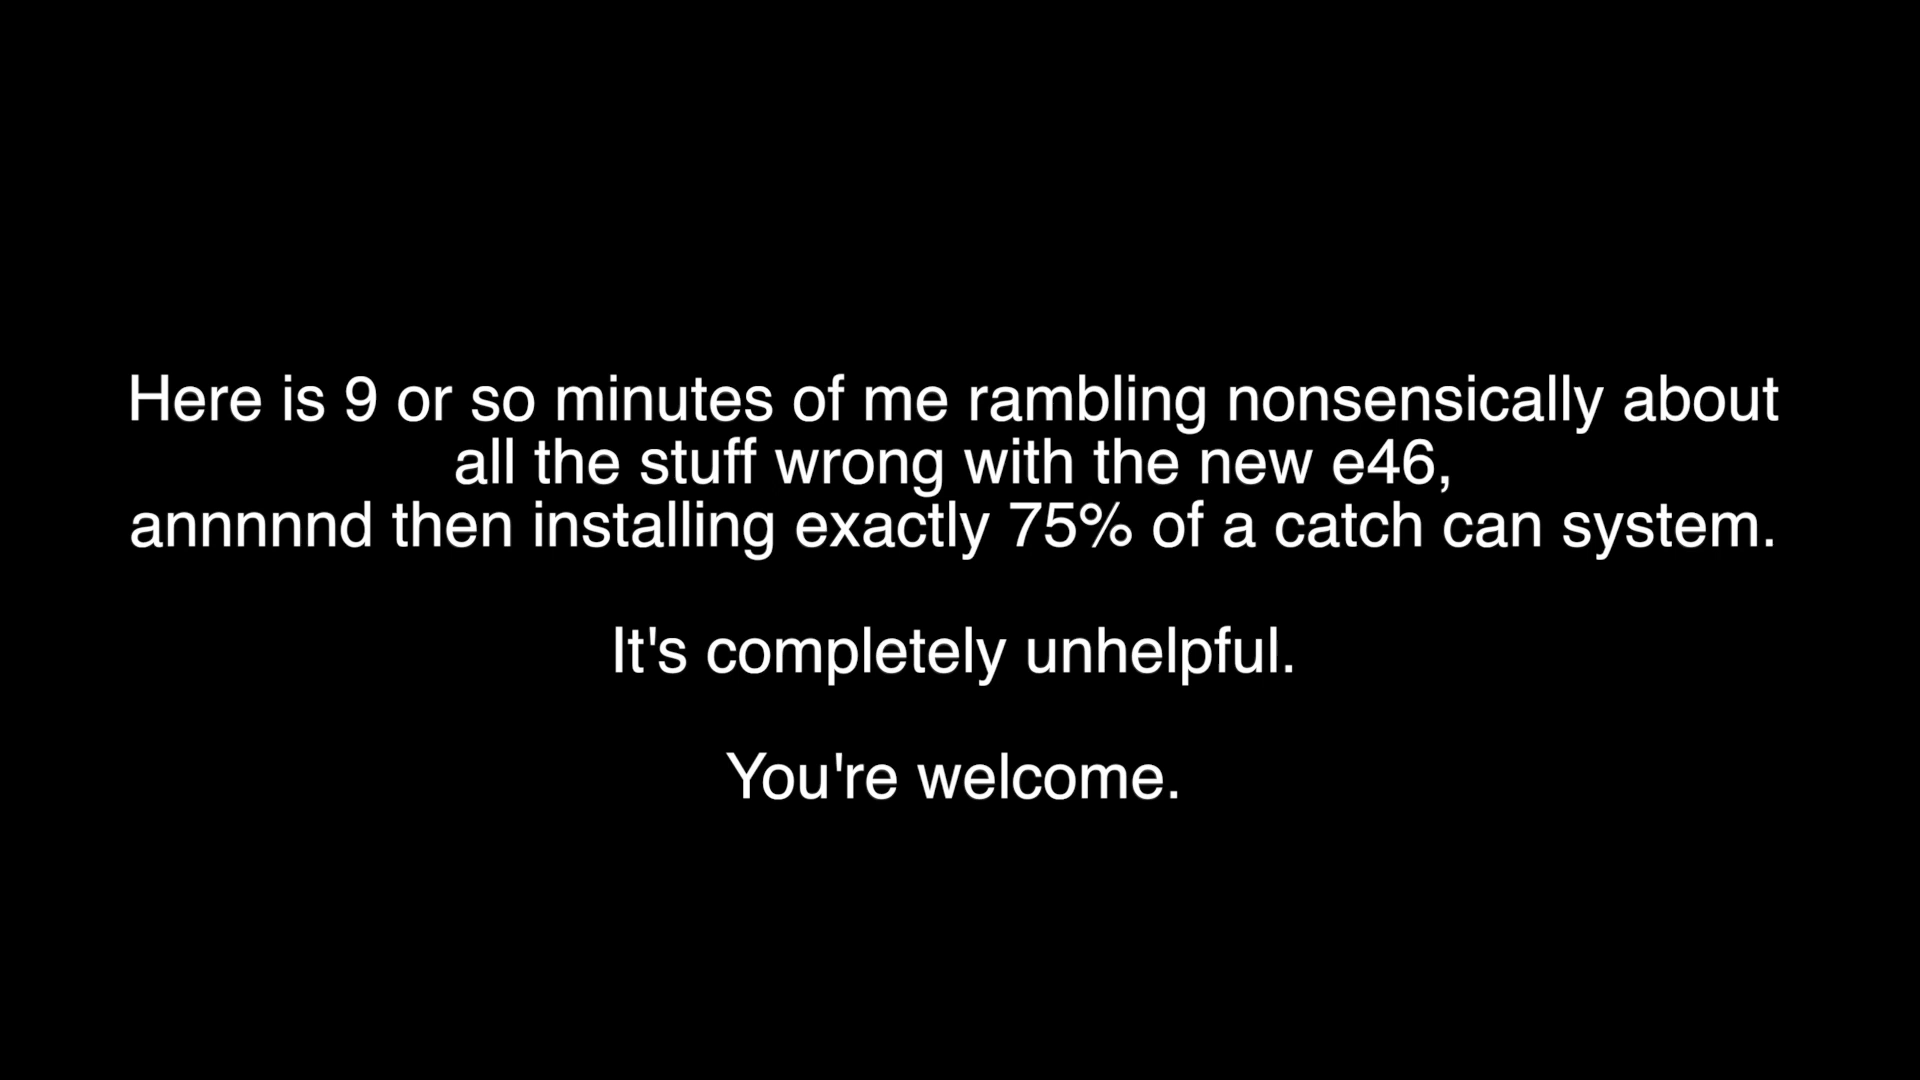 Here is 9 or so minutes of me rambling nonsensically about
all the stuff wrong with the new e46,
annnnnd then installing exactly 75% of a catch can system.
It's completely unhelpful.
You're welcome.